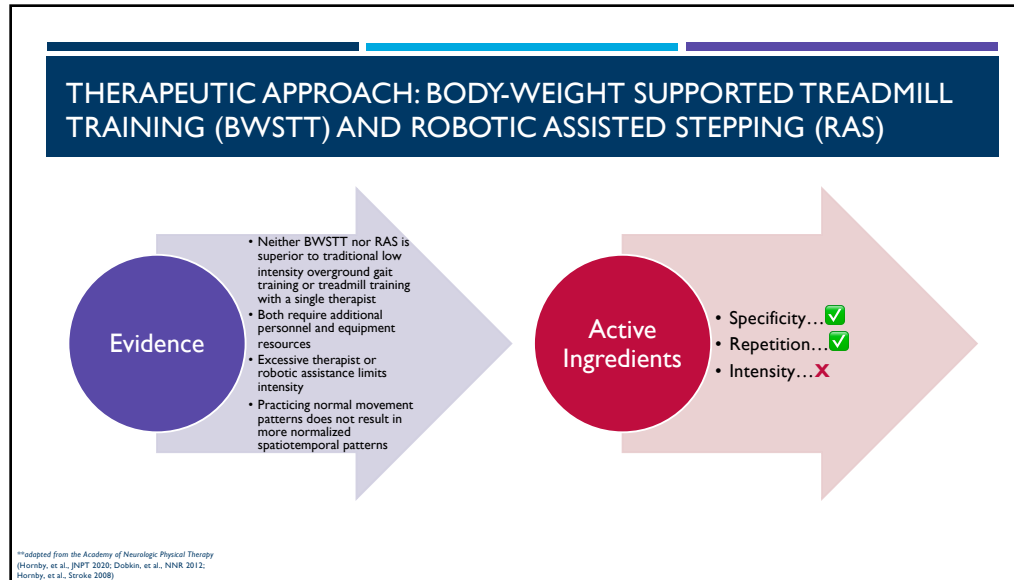 THERAPEUTIC APPROACH: BODY-WEIGHT SUPPORTED TREADMILL
TRAINING (BWSTT) AND ROBOTIC ASSISTED STEPPING (RAS)
Evidence
• Neither BWSTT nor RAS is
superior to traditional low
intensity overground gait
training or treadmill training
with a single therapist
• Both require additional
personnel and equipment
resources
• Excessive therapist or
robotic assistance limits
intensity
• Practicing normal movement
patterns does not result in
more normalized
spatiotemporal patterns
Active
Ingredients
• Specificity…✅
• Repetition…✅
• Intensity…X
**adapted from the Academy of Neurologic Physical Therapy
(Hornby, et al., JNPT 2020; Dobkin, et al., NNR 2012;
Hornby, et al., Stroke 2008)